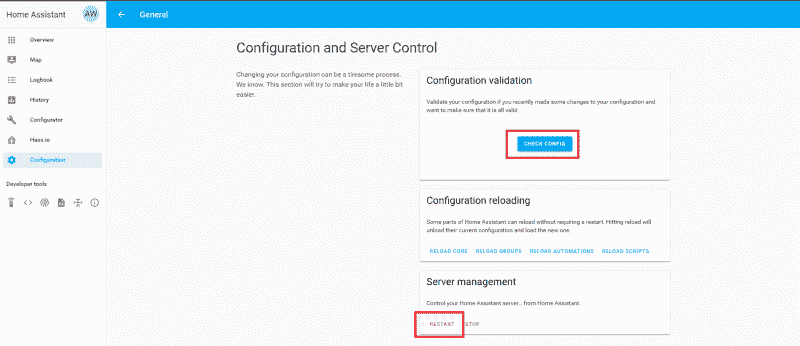 Home Assistant
AW
General
Overview
Map
Logbook
History
Configurator
Hass.io
Configuration
Developer tools
Configuration and Server Control
Changing your configuration can be a tiresome process.
We know. This section will try to make your life a little bit
easier.
Configuration validation
Validate your configuration if you recently made some changes to your configuration and
want to make sure that it is all valid
CHECK CONFIG
Configuration reloading
Some parts of Home Assistant can reload without requiring a restart. Hitting reload will
unload their current configuration and load the new one.
RELOAD CORE RELOAD GROUPS RELOAD AUTOMATIONS RELOAD SCRIPTS
Server management
Control your Home Assistant server... from Home Assistant.
RESTART STOP